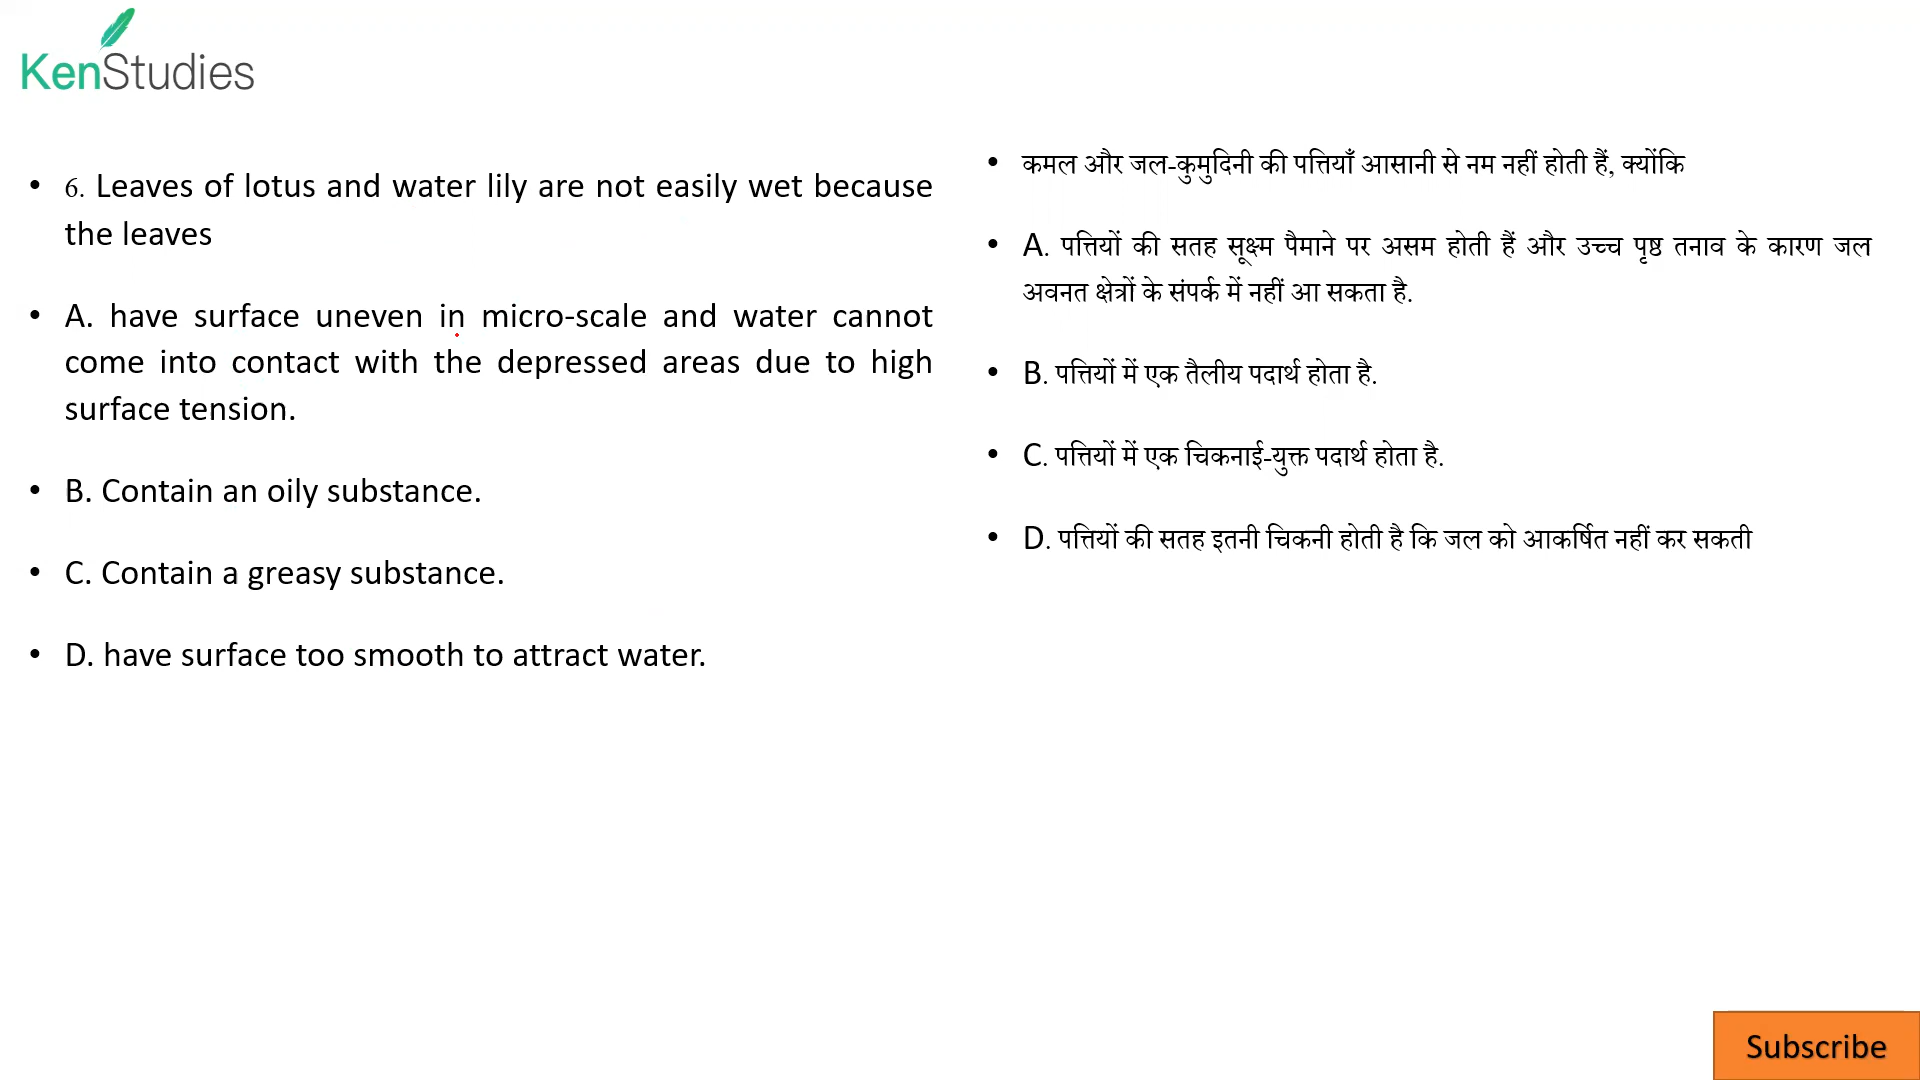 KenStudies
• 6. Leaves of lotus and water lily are not easily wet because
the leaves
• A. have surface uneven in micro-scale and water cannot
come into contact with the depressed areas due to high
surface tension.
• B. Contain an oily substance.
• C. Contain a greasy substance.
• D. have surface too smooth to attract water.
• कमल और जल-कुमुदिनी की पत्तियाँ आसानी से नम नहीं होती हैं, क्योंकि
• A. पत्तियों की सतह सूक्ष्म पैमाने पर असम होती हैं और उच्च पृष्ठ तनाव के कारण जल
अवनत क्षेत्रों के संपर्क में नहीं आ सकता है.
• B. पत्तियों में एक तैलीय पदार्थ होता है.
• C. पत्तियों में एक चिकनाई-युक्त पदार्थ होता है.
• D. पत्तियों की सतह इतनी चिकनी होती है कि जल को आकर्षित नहीं कर सकती
Subscribe